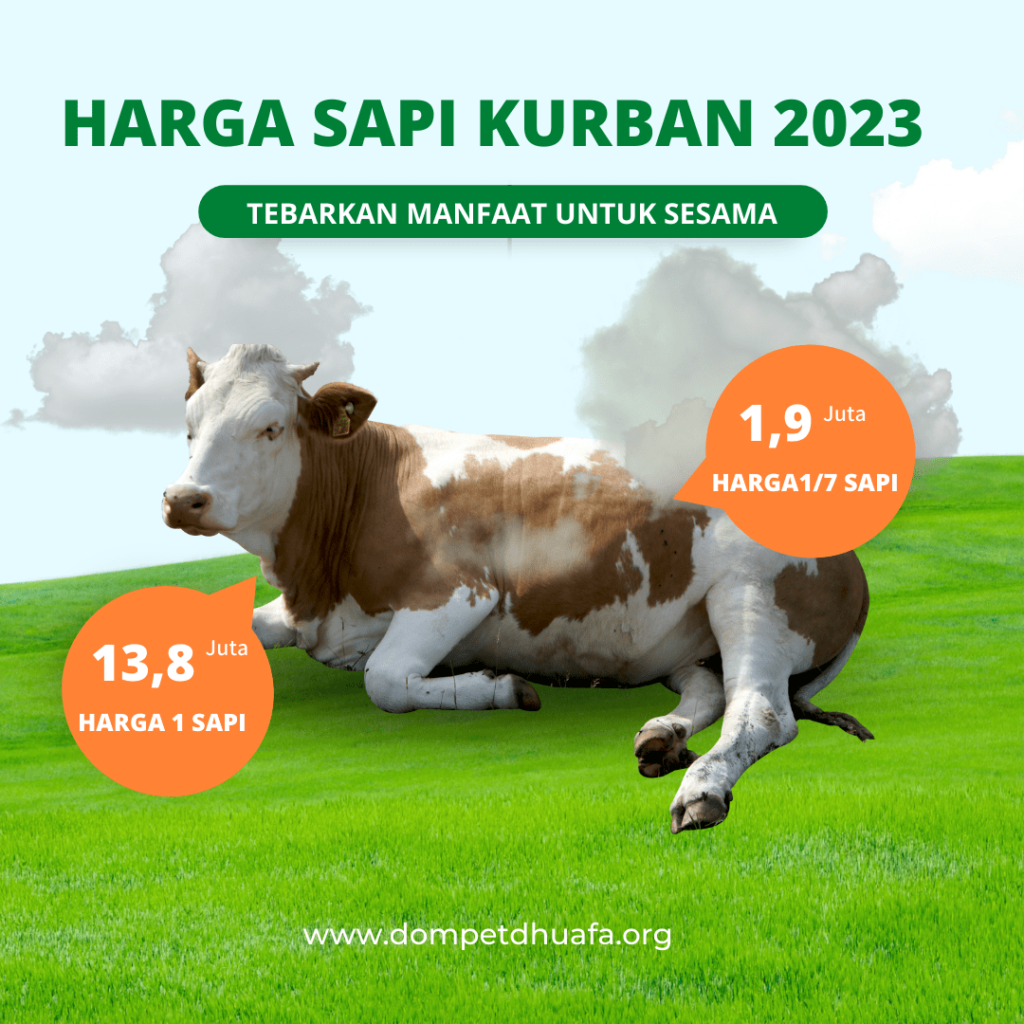 HARGA SAPI KURBAN 2023
TEBARKAN MANFAAT UNTUK SESAMA
1,9 Juta
HARGA1/7 SAPI
13,8 Juta
HARGA 1 SAPI
www.dompetdhuafa.org